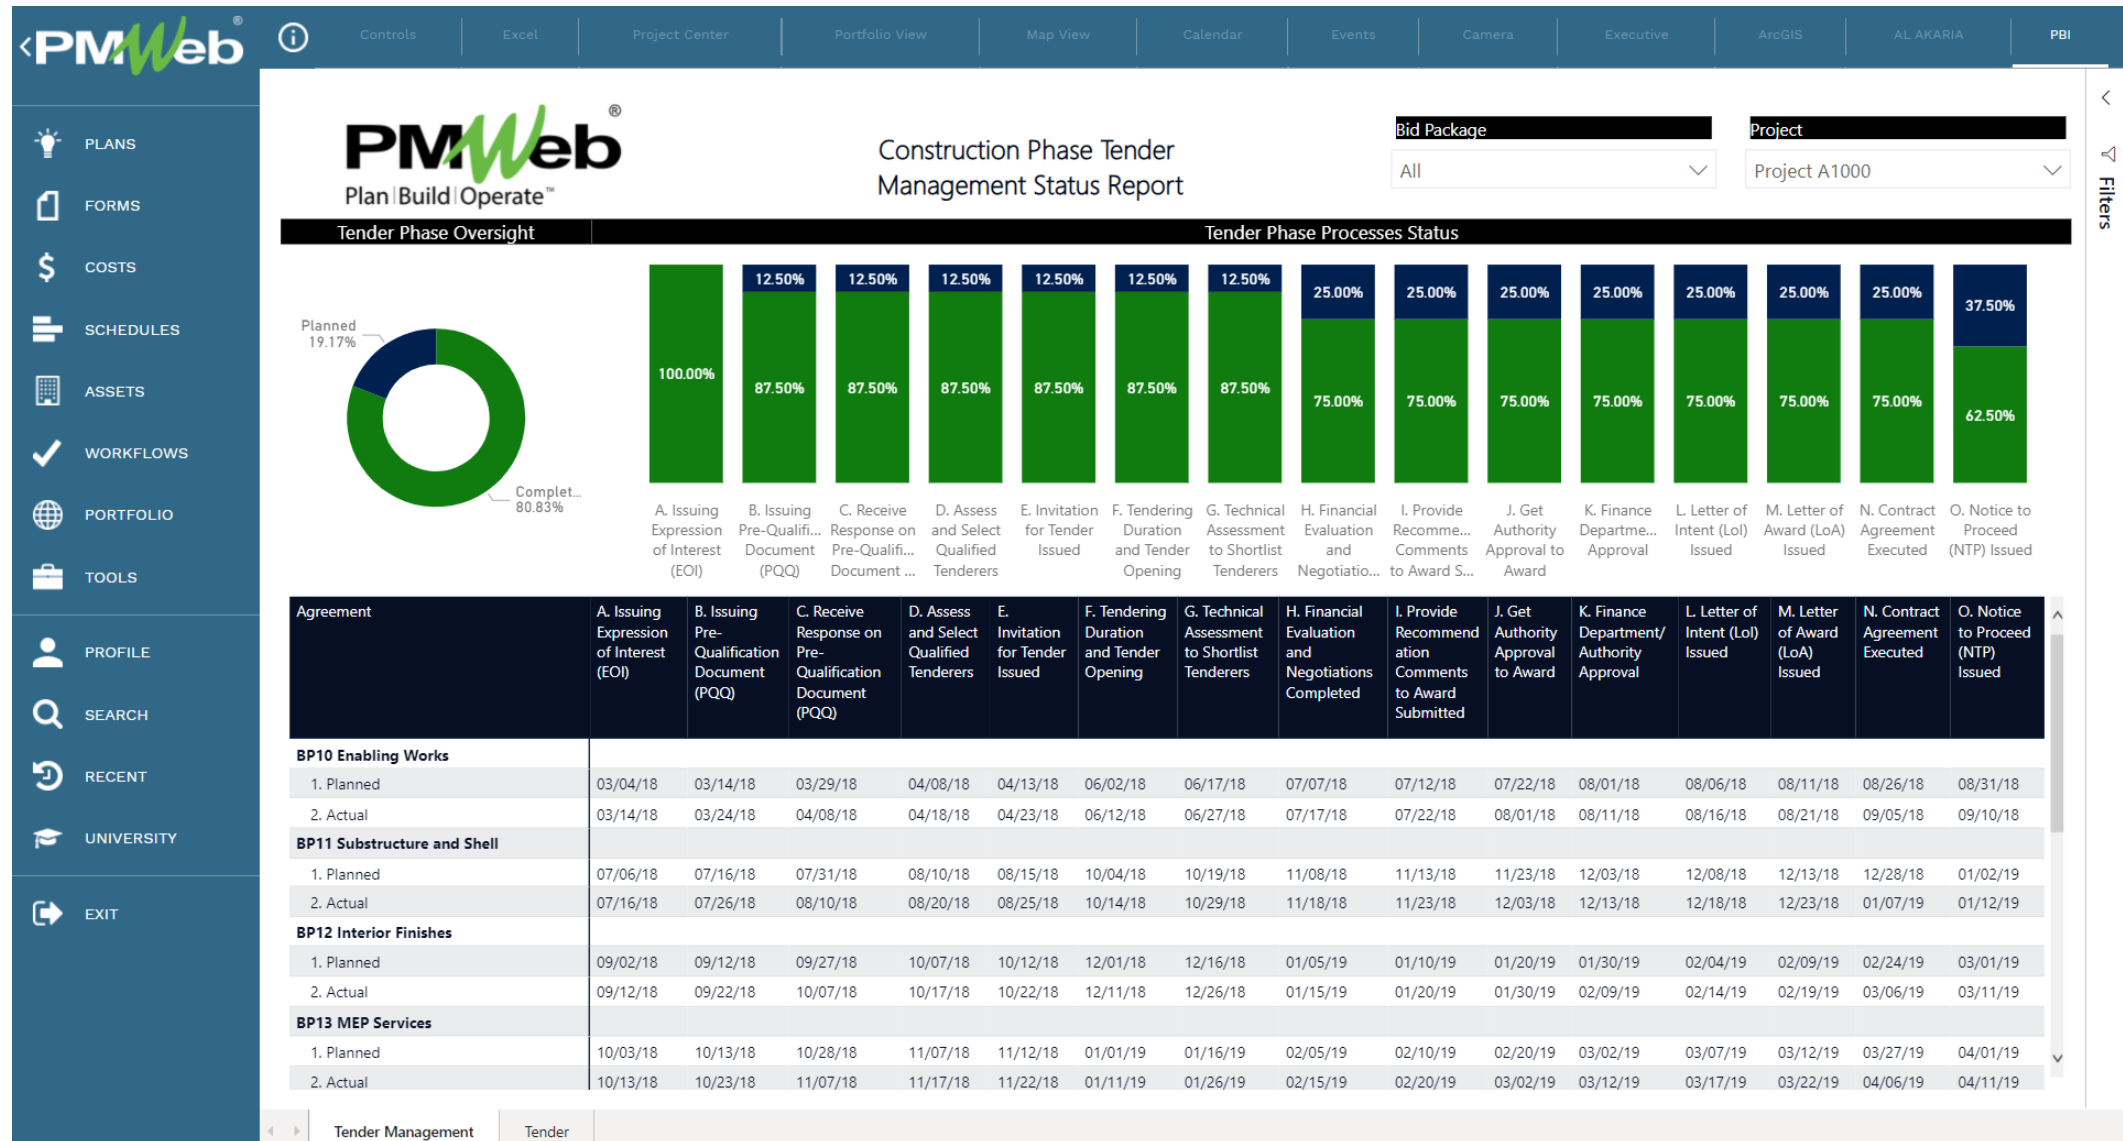 PMWeb®
Controls Excel Project Center Portfolio View Map View Calendar Events Camera Executive ArcGIS AL AKARIA PBI
PLANS
FORMS
COSTS
SCHEDULES
ASSETS
WORKFLOWS
PORTFOLIO
TOOLS
PROFILE
SEARCH
RECENT
UNIVERSITY
EXIT
PMWeb®
Plan|Build|Operate™
Construction Phase Tender
Management Status Report
Bid Package
All
Project
Project A1000
Filters
Tender Phase Oversight
Tender Phase Processes Status
Planned
19.17%
Complet...
80.83%
12.50% 12.50% 12.50% 12.50% 12.50% 12.50% 25.00% 25.00% 25.00% 25.00% 25.00% 25.00% 25.00% 37.50%
100.00% 87.50% 87.50% 87.50% 87.50% 87.50% 87.50% 75.00% 75.00% 75.00% 75.00% 75.00% 75.00% 75.00% 62.50%
A. Issuing
Expression
of Interest
(EOI)
B. Issuing
Pre-Qualifi...
Document
(PQQ)
C. Receive
Response on
Pre-Qualifi...
Document ...
D. Assess
and Select
Qualified
Tenderers
E. Invitation
for Tender
Issued
F. Tendering
Duration
and Tender
Opening
G. Technical
Assessment
to Shortlist
Tenderers
H. Financial
Evaluation
and
Negotiatio...
I. Provide
Recomme...
Comments
to Award S...
J. Get
Authority
Approval to
Award
K. Finance
Departme...
Approval
L. Letter of
Intent (LoI)
Issued
M. Letter of
Award (LoA)
Issued
N. Contract
Agreement
Executed
O. Notice to
Proceed
(NTP) Issued
Agreement
A. Issuing
Expression
of Interest
(EOI)
B. Issuing
Pre-
Qualification
Document
(PQQ)
C. Receive
Response on
Pre-
Qualification
Document
(PQQ)
D. Assess
and Select
Qualified
Tenderers
E.
Invitation
for Tender
Issued
F. Tendering
Duration
and Tender
Opening
G. Technical
Assessment
to Shortlist
Tenderers
H. Financial
Evaluation
and
Negotiations
Completed
I. Provide
Recommend
ation
Comments
to Award
Submitted
J. Get
Authority
Approval
to Award
K. Finance
Department/
Authority
Approval
L. Letter of
Intent (LoI)
Issued
M. Letter
of Award
(LoA)
Issued
N. Contract
Agreement
Executed
O. Notice
to Proceed
(NTP)
Issued
BP10 Enabling Works
1. Planned 03/04/18 03/14/18 03/29/18 04/08/18 04/13/18 06/02/18 06/17/18 07/07/18 07/12/18 07/22/18 08/01/18 08/06/18 08/11/18 08/26/18 08/31/18
2. Actual 03/14/18 03/24/18 04/08/18 04/18/18 04/23/18 06/12/18 06/27/18 07/17/18 07/22/18 08/01/18 08/11/18 08/16/18 08/21/18 09/05/18 09/10/18
BP11 Substructure and Shell
1. Planned 07/06/18 07/16/18 07/31/18 08/10/18 08/15/18 10/04/18 10/19/18 11/08/18 11/13/18 11/23/18 12/03/18 12/08/18 12/13/18 12/28/18 01/02/19
2. Actual 07/16/18 07/26/18 08/10/18 08/20/18 08/25/18 10/14/18 10/29/18 11/18/18 11/23/18 12/03/18 12/13/18 12/18/18 12/23/18 01/07/19 01/12/19
BP12 Interior Finishes
1. Planned 09/02/18 09/12/18 09/27/18 10/07/18 10/12/18 12/01/18 12/16/18 01/05/19 01/10/19 01/20/19 01/30/19 02/04/19 02/09/19 02/24/19 03/01/19
2. Actual 09/12/18 09/22/18 10/07/18 10/17/18 10/22/18 12/11/18 12/26/18 01/15/19 01/20/19 01/30/19 02/09/19 02/14/19 02/19/19 03/06/19 03/11/19
BP13 MEP Services
1. Planned 10/03/18 10/13/18 10/28/18 11/07/18 11/12/18 01/01/19 01/16/19 02/05/19 02/10/19 02/20/19 03/02/19 03/07/19 03/12/19 03/27/19 04/01/19
2. Actual 10/13/18 10/23/18 11/07/18 11/17/18 11/22/18 01/11/19 01/26/19 02/15/19 02/20/19 03/02/19 03/12/19 03/17/19 03/22/19 04/06/19 04/11/19
Tender Management Tender